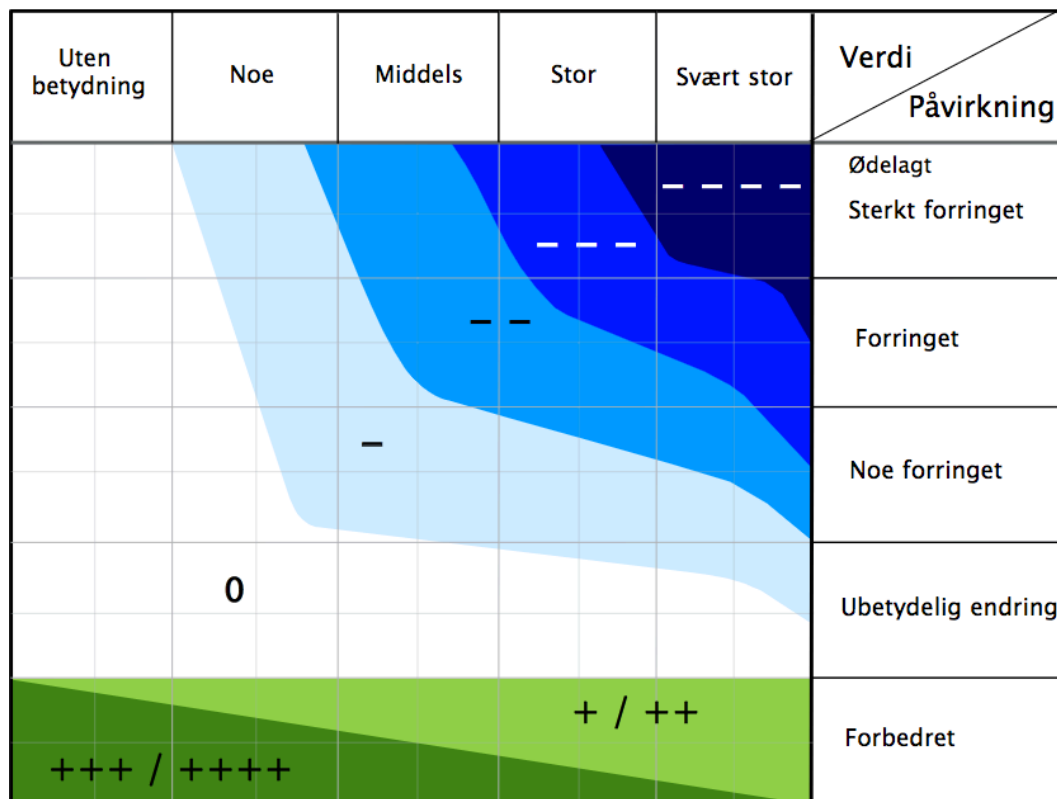 Uten
betydning
Noe
Middels
Stor
Svært stor
Verdi
Påvirkning
Ødelagt
Sterkt forringet
– – – –
– – –
– –
Forringet
–
Noe forringet
0
Ubetydelig endring
+ / ++
Forbedret
+++ / ++++